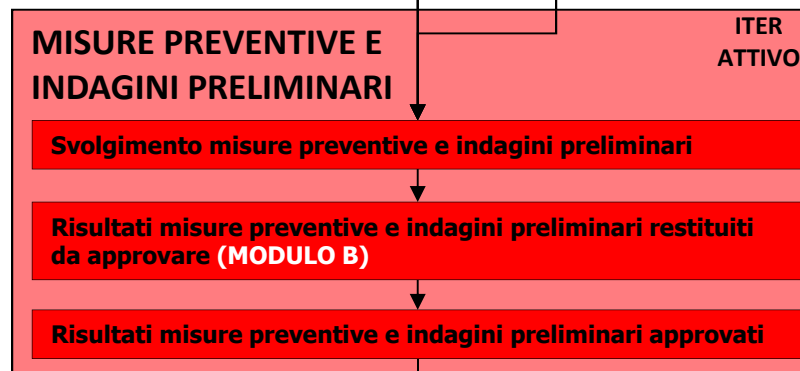 MISURE PREVENTIVE E
INDAGINI PRELIMINARI
ITER
ATTIVO
Svolgimento misure preventive e indagini preliminari
Risultati misure preventive e indagini preliminari restituiti
da approvare (MODULO B)
Risultati misure preventive e indagini preliminari approvati